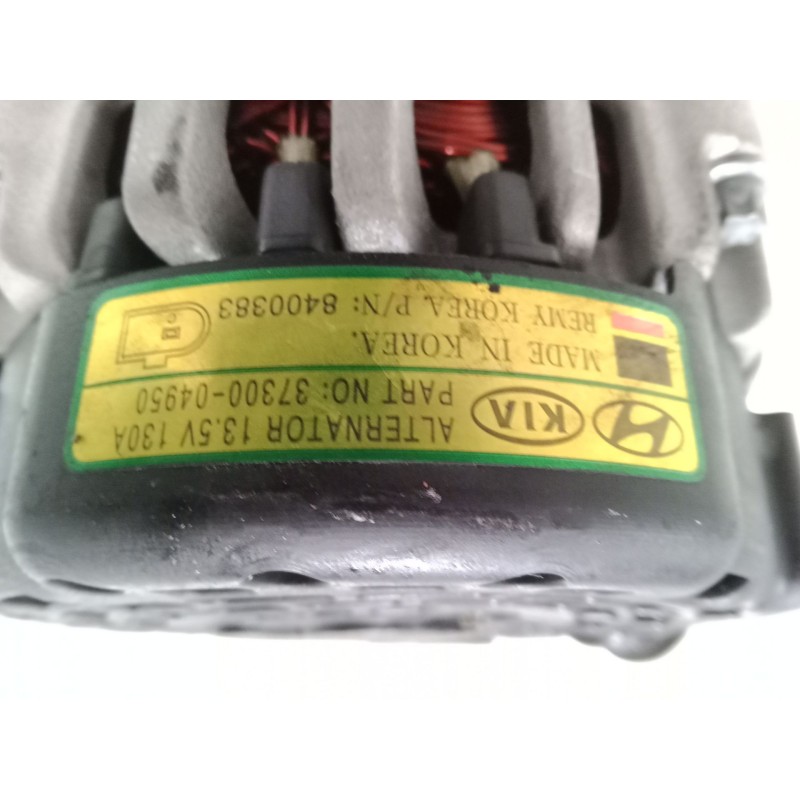 KIA
ALTERNATOR 13.5V 130A
PART NO: 37300-04950
MADE IN KOREA.
REMY KOREA. P/N: 8400383